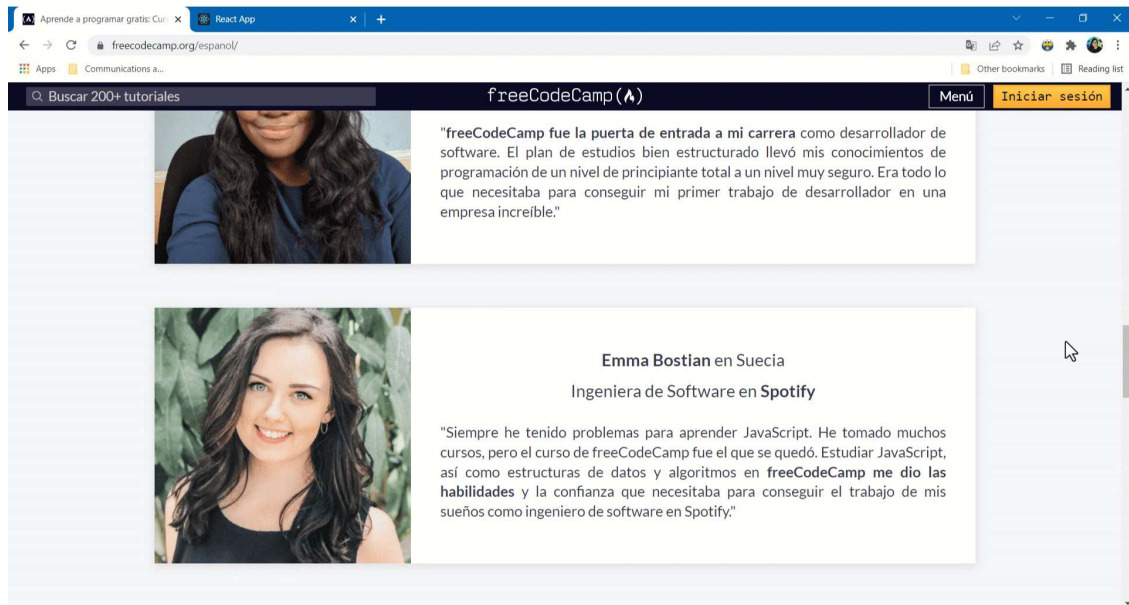 Aprende a programar gratis: Cur
React App
freecodecamp.org/espanol/
Apps
Communications a...
Other bookmarks
Reading list
Buscar 200+ tutoriales
freeCodeCamp(🔥)
Menú
Iniciar sesión
"freeCodeCamp fue la puerta de entrada a mi carrera como desarrollador de
software. El plan de estudios bien estructurado llevó mis conocimientos de
programación de un nivel de principiante total a un nivel muy seguro. Era todo lo
que necesitaba para conseguir mi primer trabajo de desarrollador en una
empresa increíble."
Emma Bostian en Suecia
Ingeniera de Software en Spotify
"Siempre he tenido problemas para aprender JavaScript. He tomado muchos
cursos, pero el curso de freeCodeCamp fue el que se quedó. Estudiar JavaScript,
así como estructuras de datos y algoritmos en freeCodeCamp me dio las
habilidades y la confianza que necesitaba para conseguir el trabajo de mis
sueños como ingeniero de software en Spotify."